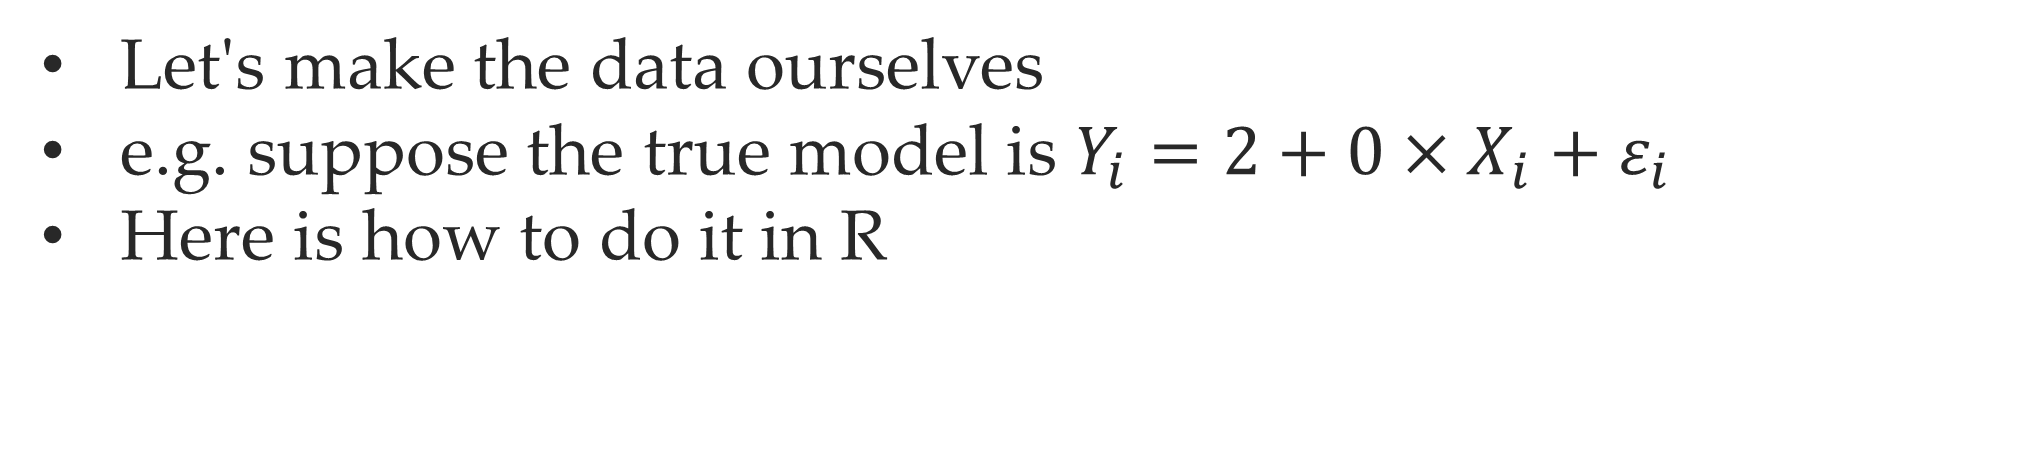 • Let's make the data ourselves
• e.g. suppose the true model is Yᵢ = 2 + 0 × Xᵢ + εᵢ
• Here is how to do it in R